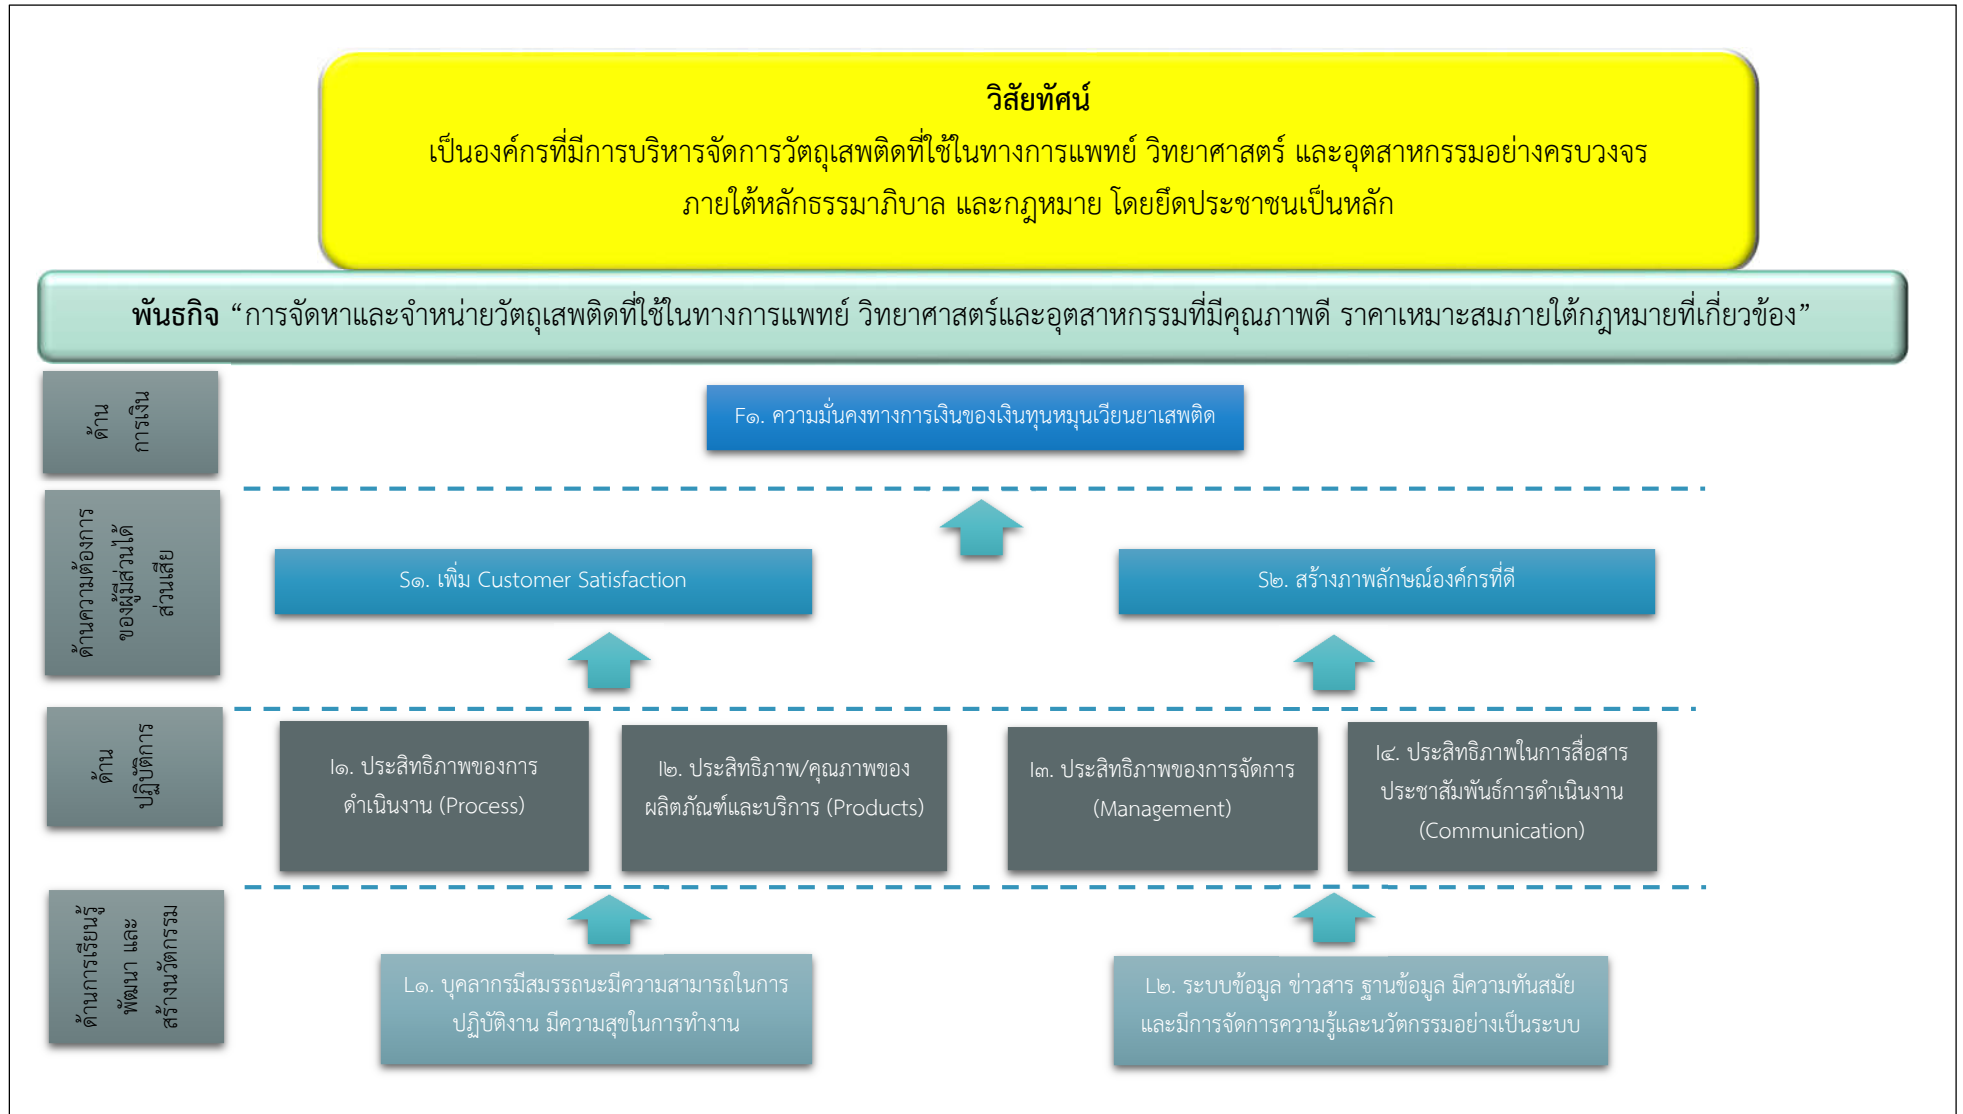 วิสัยทัศน์
เป็นองค์กรที่มีการบริหารจัดการวัตถุเสพติดที่ใช้ในทางการแพทย์ วิทยาศาสตร์ และอุตสาหกรรมอย่างครบวงจร
ภายใต้หลักธรรมาภิบาล และกฎหมาย โดยยึดประชาชนเป็นหลัก
พันธกิจ “การจัดหาและจำหน่ายวัตถุเสพติดที่ใช้ในทางการแพทย์ วิทยาศาสตร์และอุตสาหกรรมที่มีคุณภาพดี ราคาเหมาะสมภายใต้กฎหมายที่เกี่ยวข้อง”
ด้าน
การเงิน
F๑. ความมั่นคงทางการเงินของเงินทุนหมุนเวียนยาเสพติด
ด้านความต้องการ
ของผู้มีส่วนได้
ส่วนเสีย
S๑. เพิ่ม Customer Satisfaction
S๒. สร้างภาพลักษณ์องค์กรที่ดี
ด้าน
ปฏิบัติการ
I๑. ประสิทธิภาพของการ
ดำเนินงาน (Process)
I๒. ประสิทธิภาพ/คุณภาพของ
ผลิตภัณฑ์และบริการ (Products)
I๓. ประสิทธิภาพของการจัดการ
(Management)
I๔. ประสิทธิภาพในการสื่อสาร
ประชาสัมพันธ์การดำเนินงาน
(Communication)
ด้านการเรียนรู้
พัฒนา และ
สร้างนวัตกรรม
L๑. บุคลากรมีสมรรถนะมีความสามารถในการ
ปฏิบัติงาน มีความสุขในการทำงาน
L๒. ระบบข้อมูล ข่าวสาร ฐานข้อมูล มีความทันสมัย
และมีการจัดการความรู้และนวัตกรรมอย่างเป็นระบบ